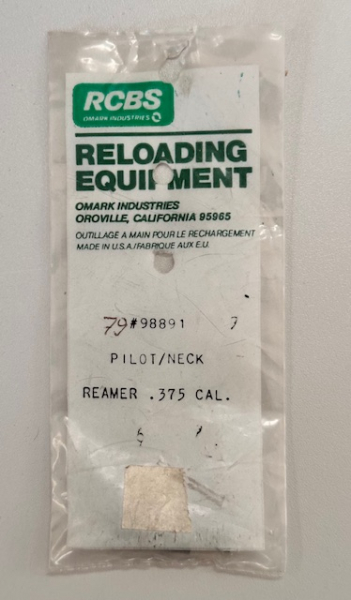 RCBS
OMARK INDUSTRIES
RELOADING
EQUIPMENT
OMARK INDUSTRIES
OROVILLE, CALIFORNIA 95965
OUTILLAGE A MAIN POUR LE RECHARGEMENT
MADE IN U.S.A./FABRIQUE AUX E.U.
79 #98891 7
PILOT/NECK
REAMER .375 CAL.